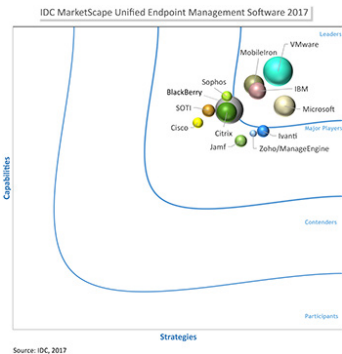 IDC MarketScape Unified Endpoint Management Software 2017
Leaders
VMware
MobileIron
IBM
Sophos
BlackBerry
SOTI
Microsoft
Cisco
Citrix
Major Players
Ivanti
Jamf
Zoho/ManageEngine
Capabilities
Contenders
Participants
Strategies
Source: IDC, 2017